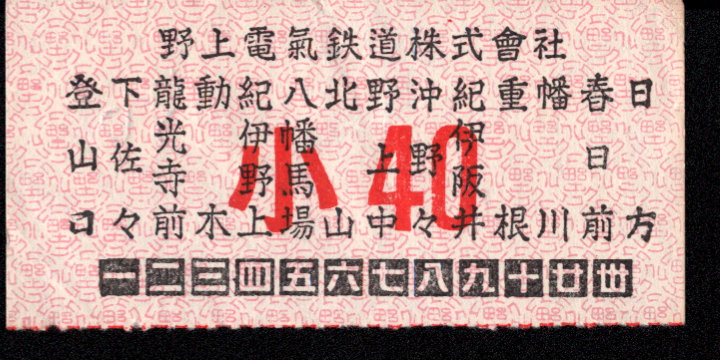 野上電氣鉄道株式會社
日方
春日前
幡川
重根
紀伊阪井
沖野々
野上中
北山
八幡馬場
紀伊野上
動木
龍光寺前
下佐々
登山口
小 40
一 二 三 四 五 六 七 八 九 十 廿 卅